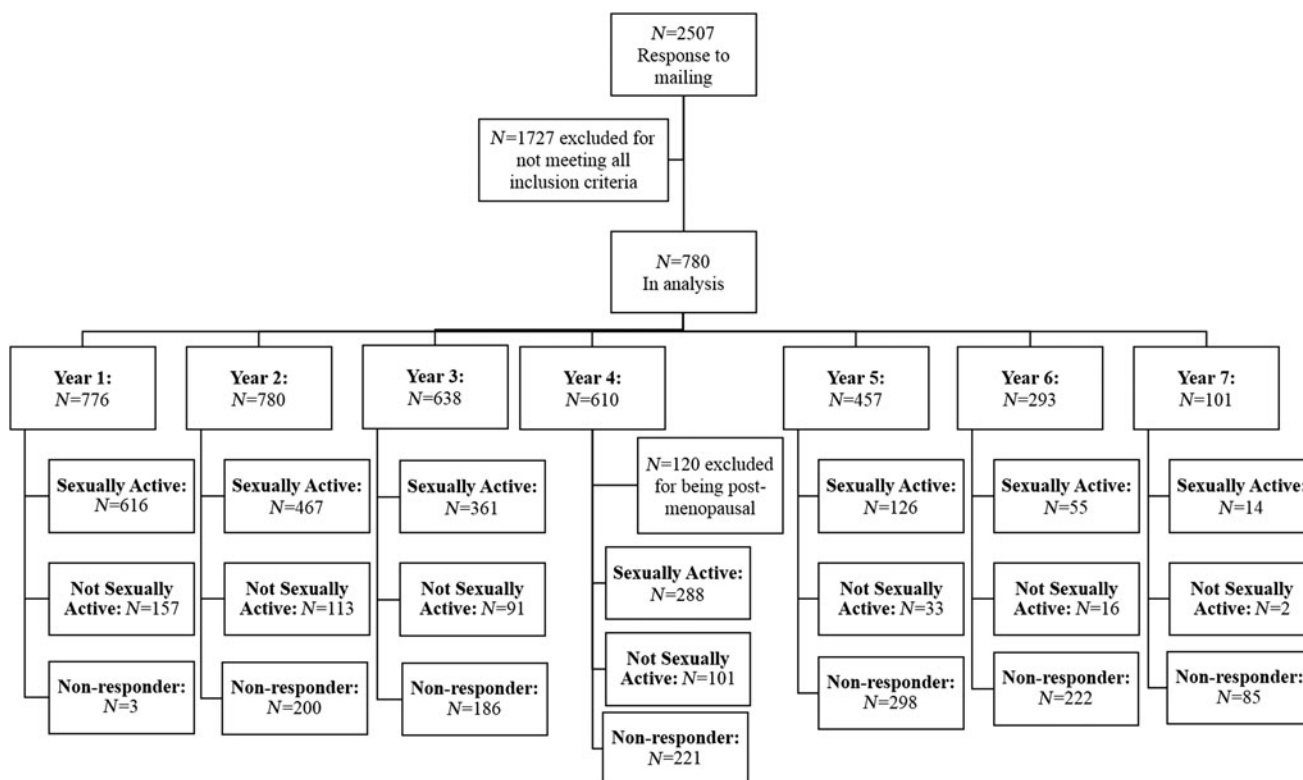 N=2507
Response to
mailing
N=1727 excluded for
not meeting all
inclusion criteria
N=780
In analysis
Year 1:
N=776
Sexually Active:
N=616
Not Sexually
Active: N=157
Non-responder:
N=3
Year 2:
N=780
Sexually Active:
N=467
Not Sexually
Active: N=113
Non-responder:
N=200
Year 3:
N=638
Sexually Active:
N=361
Not Sexually
Active: N=91
Non-responder:
N=186
Year 4:
N=610
N=120 excluded
for being post-
menopausal
Sexually Active:
N=288
Not Sexually
Active: N=101
Non-responder:
N=221
Year 5:
N=457
Sexually Active:
N=126
Not Sexually
Active: N=33
Non-responder:
N=298
Year 6:
N=293
Sexually Active:
N=55
Not Sexually
Active: N=16
Non-responder:
N=222
Year 7:
N=101
Sexually Active:
N=14
Not Sexually
Active: N=2
Non-responder:
N=85